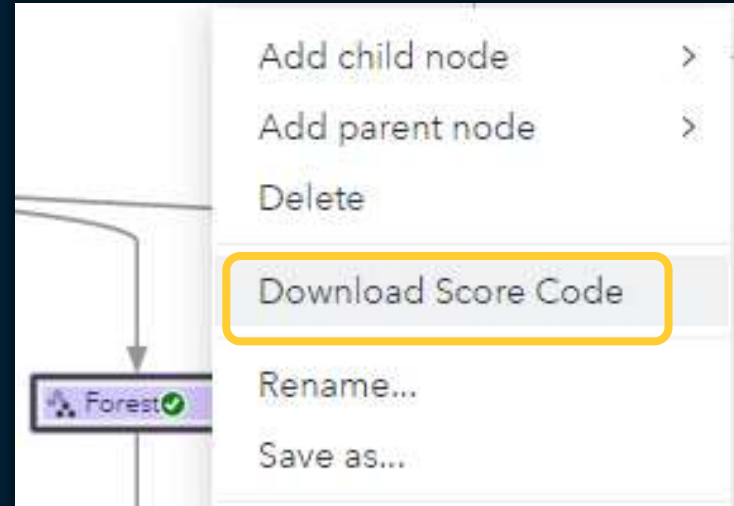 Add child node
Add parent node
Delete
Download Score Code
Forest
Rename...
Save as...